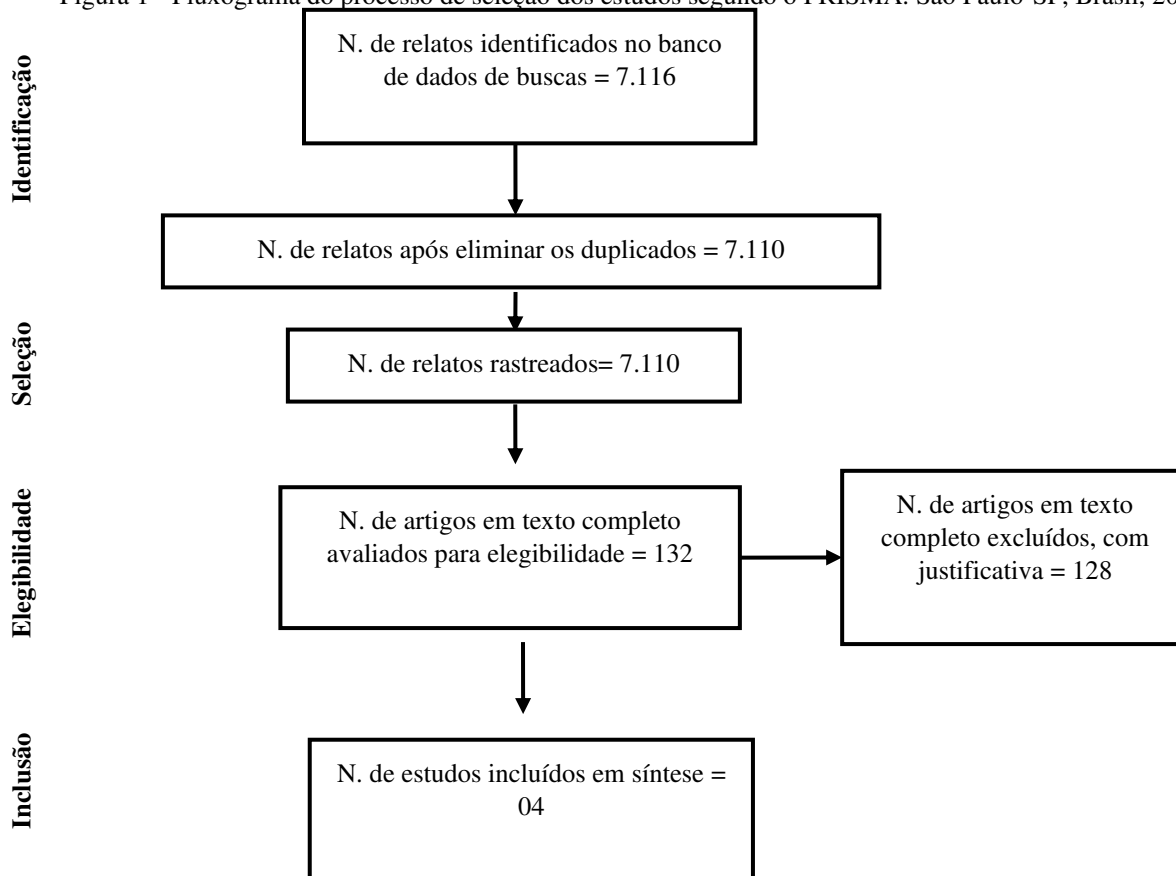 Figura 1 - Fluxograma do processo de seleção dos estudos segundo o PRISMA. São Paulo-SP, Brasil, 20
Identificação
N. de relatos identificados no banco
de dados de buscas = 7.116
N. de relatos após eliminar os duplicados = 7.110
Seleção
N. de relatos rastreados= 7.110
Elegibilidade
N. de artigos em texto completo
avaliados para elegibilidade = 132
N. de artigos em texto
completo excluídos, com
justificativa = 128
Inclusão
N. de estudos incluídos em síntese =
04